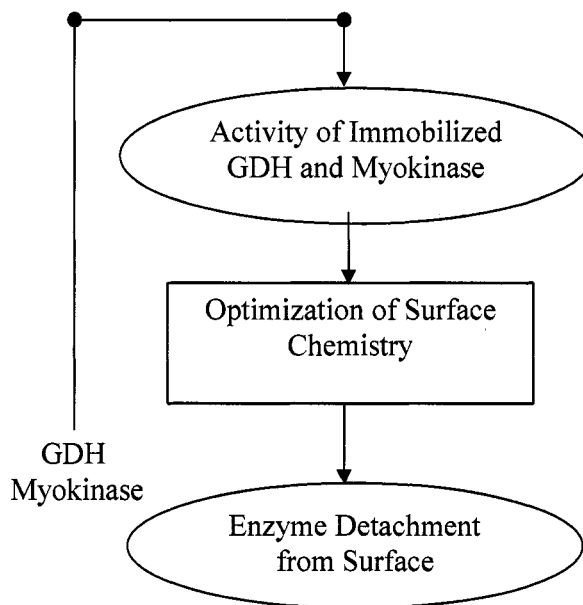 Activity of Immobilized
GDH and Myokinase
Optimization of Surface
Chemistry
GDH
Myokinase
Enzyme Detachment
from Surface